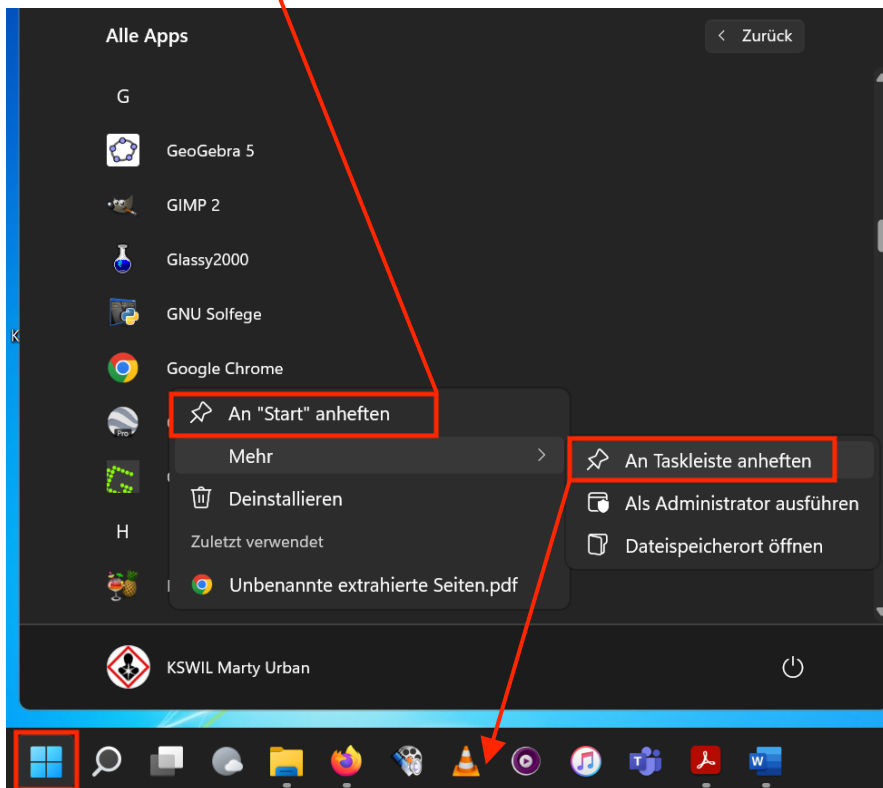 Alle Apps
Zurück
G
GeoGebra 5
GIMP 2
Glassy2000
GNU Solfege
Google Chrome
An "Start" anheften
Mehr
An Taskleiste anheften
Deinstallieren
Als Administrator ausführen
H
Zuletzt verwendet
Dateispeicherort öffnen
Unbenannte extrahierte Seiten.pdf
KSWIL Marty Urban